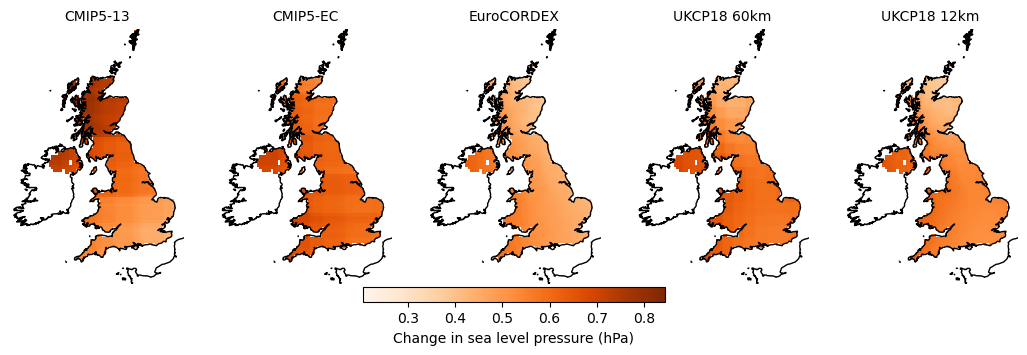 CMIP5-13 CMIP5-EC EuroCORDEX UKCP18 60km UKCP18 12km
0.3 0.4 0.5 0.6 0.7 0.8
Change in sea level pressure (hPa)